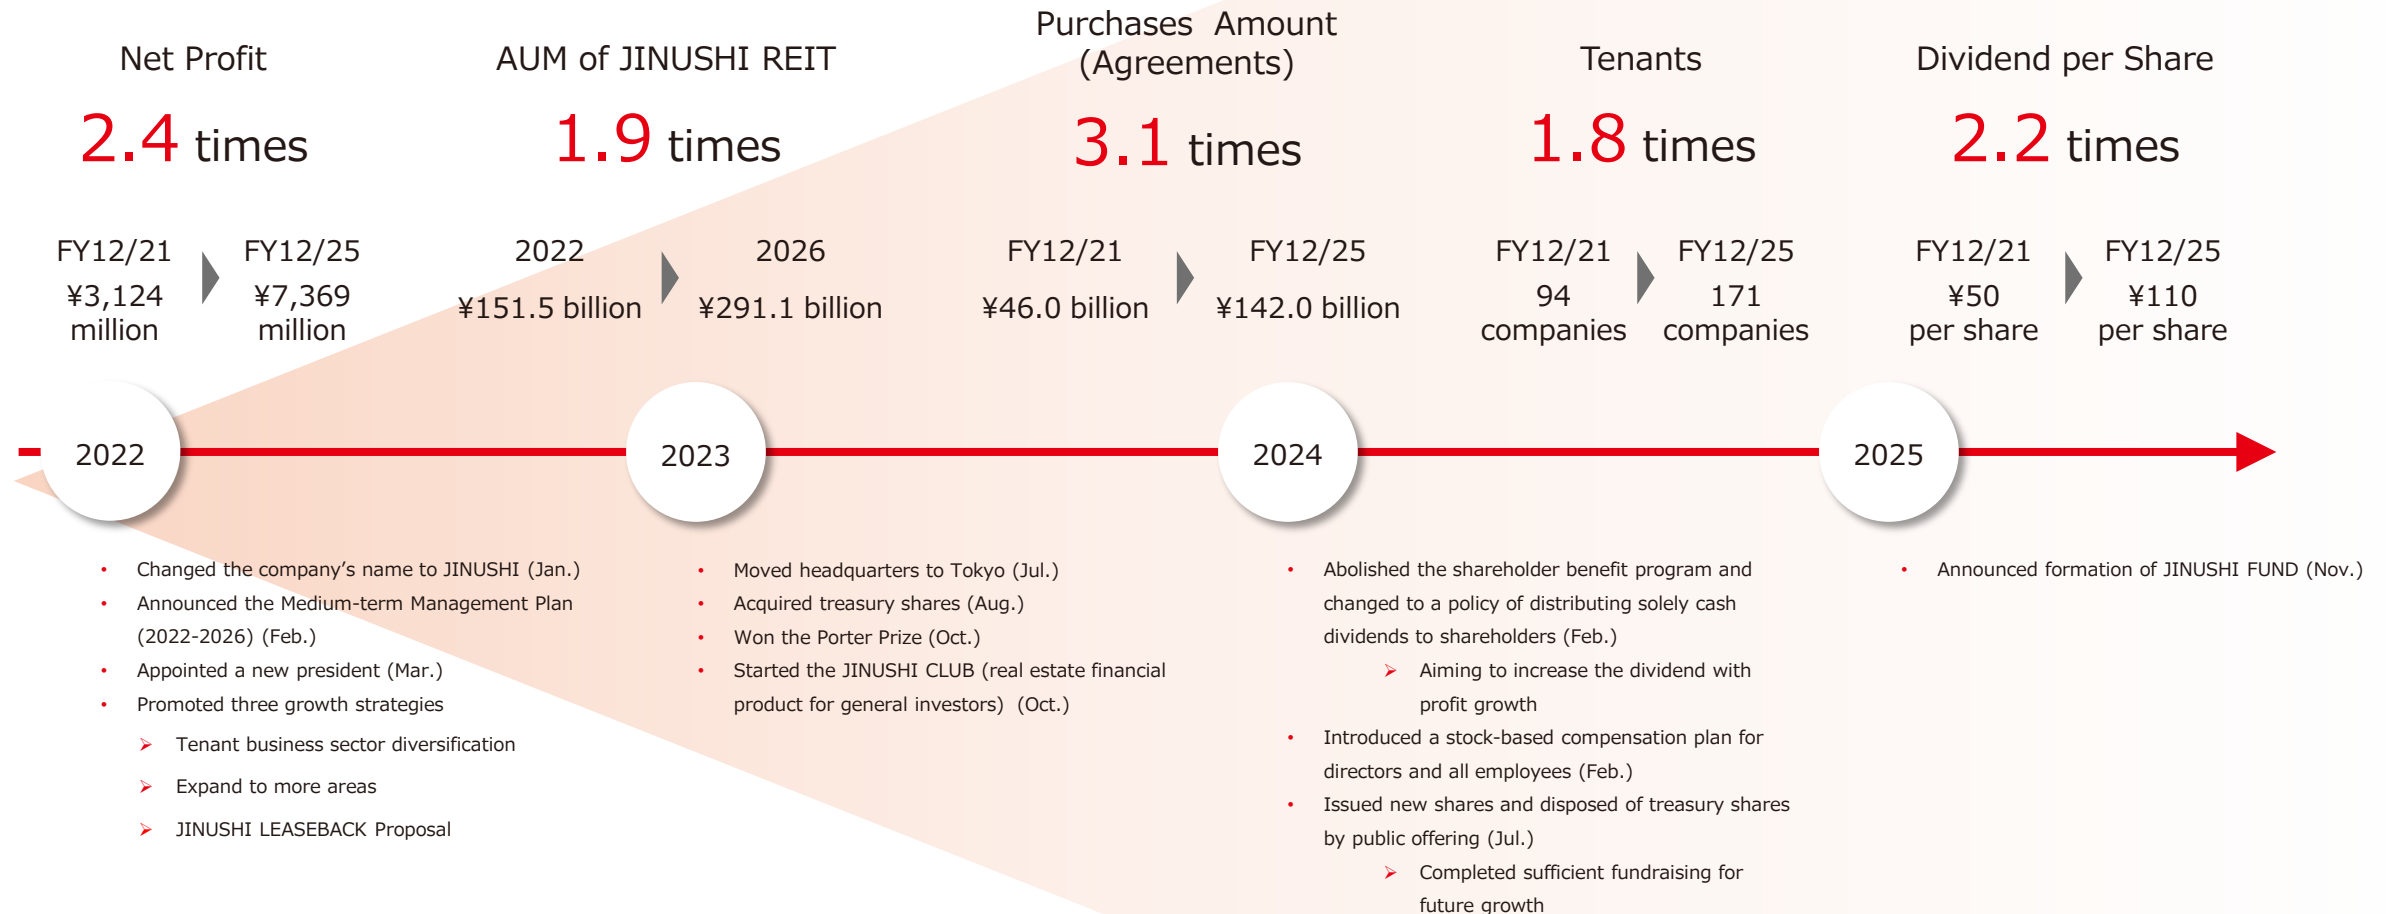 Net Profit
2.4 times
FY12/21
¥3,124
million
FY12/25
¥7,369
million
AUM of JINUSHI REIT
1.9 times
2022
¥151.5 billion
2026
¥291.1 billion
Purchases Amount
(Agreements)
3.1 times
FY12/21
¥46.0 billion
FY12/25
¥142.0 billion
Tenants
1.8 times
FY12/21
94
companies
FY12/25
171
companies
Dividend per Share
2.2 times
FY12/21
¥50
per share
FY12/25
¥110
per share
2022
• Changed the company’s name to JINUSHI (Jan.)
• Announced the Medium-term Management Plan
(2022-2026) (Feb.)
• Appointed a new president (Mar.)
• Promoted three growth strategies
➢ Tenant business sector diversification
➢ Expand to more areas
➢ JINUSHI LEASEBACK Proposal
2023
• Moved headquarters to Tokyo (Jul.)
• Acquired treasury shares (Aug.)
• Won the Porter Prize (Oct.)
• Started the JINUSHI CLUB (real estate financial
product for general investors) (Oct.)
2024
• Abolished the shareholder benefit program and
changed to a policy of distributing solely cash
dividends to shareholders (Feb.)
➢ Aiming to increase the dividend with
profit growth
• Introduced a stock-based compensation plan for
directors and all employees (Feb.)
• Issued new shares and disposed of treasury shares
by public offering (Jul.)
➢ Completed sufficient fundraising for
future growth
2025
• Announced formation of JINUSHI FUND (Nov.)